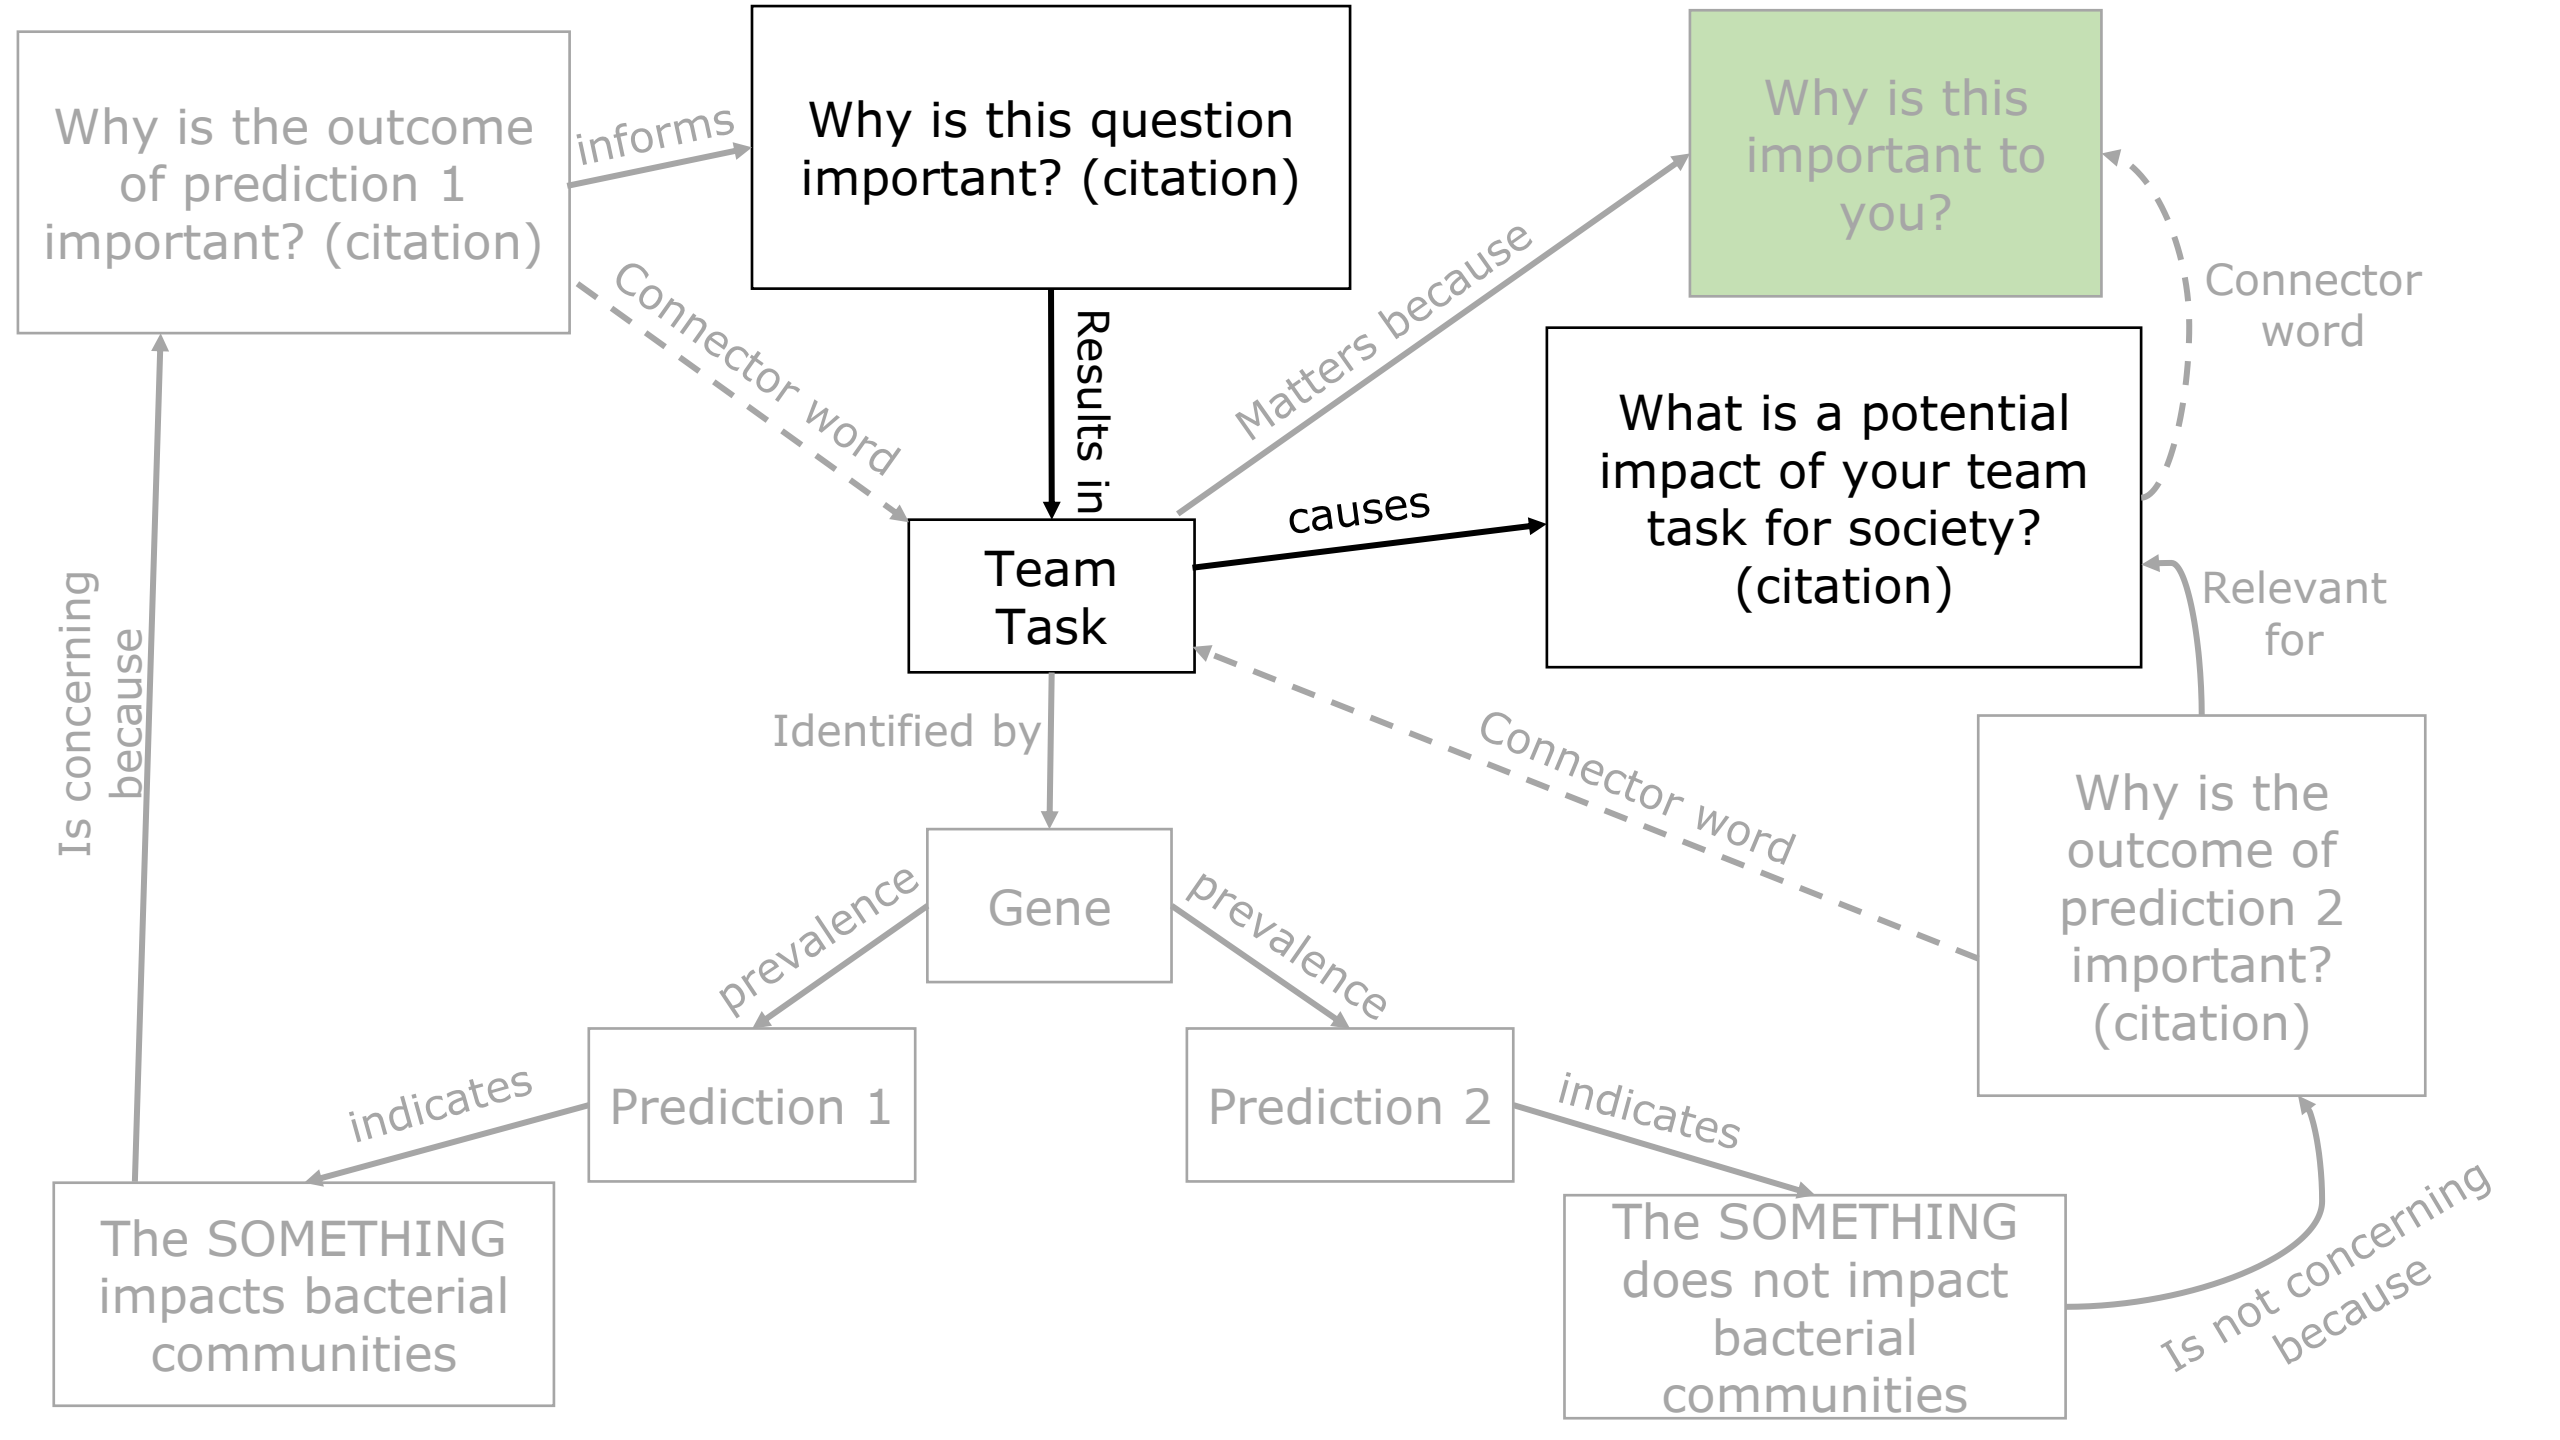 Why is the outcome
of prediction 1
important? (citation)
informs
Why is this question
important? (citation)
Why is this
important to
you?
Connector
word
Connector word
Results in
Matters because
What is a potential
impact of your team
task for society?
(citation)
causes
Team
Task
Relevant
for
Is concerning
because
Identified by
Connector word
Why is the
outcome of
prediction 2
important?
(citation)
Gene
prevalence
prevalence
Prediction 1
Prediction 2
indicates
indicates
The SOMETHING
impacts bacterial
communities
The SOMETHING
does not impact
bacterial
communities
Is not concerning
because